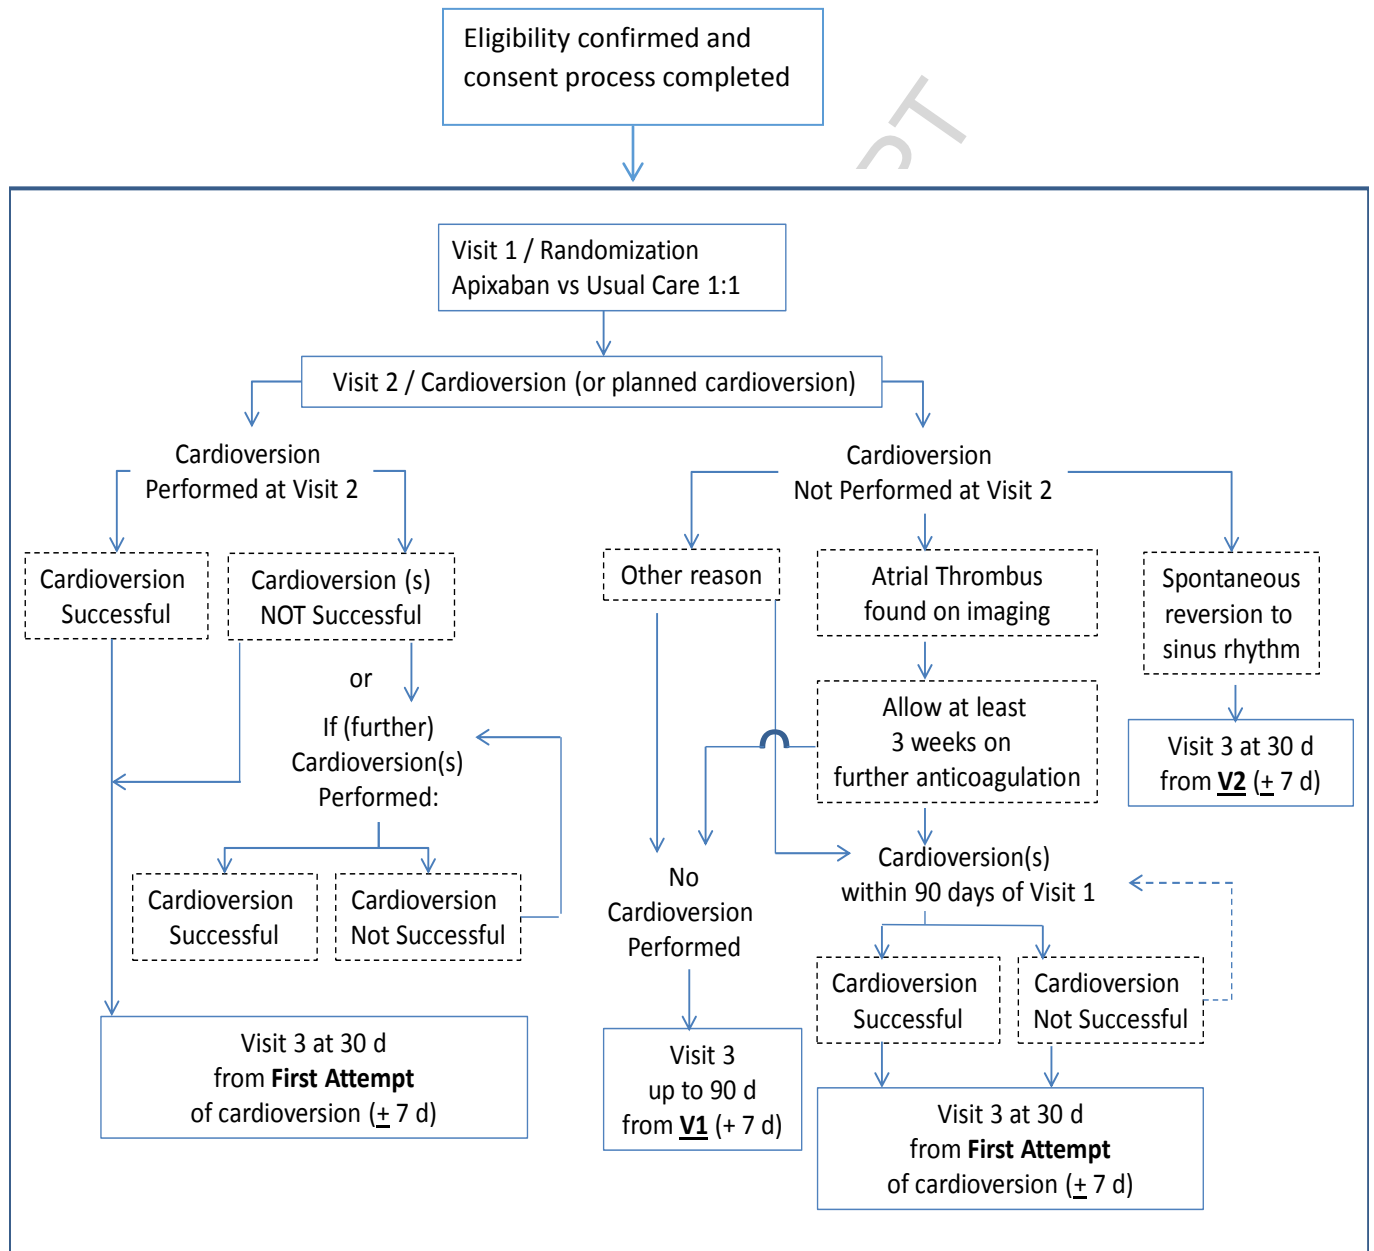 Eligibility confirmed and
consent process completed
PT
Visit 1 / Randomization
Apixaban vs Usual Care 1:1
Visit 2 / Cardioversion (or planned cardioversion)
Cardioversion
Performed at Visit 2
Cardioversion
Not Performed at Visit 2
Cardioversion
Successful
Cardioversion (s)
NOT Successful
Other reason
Atrial Thrombus
found on imaging
Spontaneous
reversion to
sinus rhythm
or
If (further)
Cardioversion(s)
Performed:
Allow at least
3 weeks on
further anticoagulation
Visit 3 at 30 d
from V2 (± 7 d)
Cardioversion
Successful
Cardioversion
Not Successful
No
Cardioversion
Performed
Cardioversion(s)
within 90 days of Visit 1
Cardioversion
Successful
Cardioversion
Not Successful
Visit 3 at 30 d
from First Attempt
of cardioversion (± 7 d)
Visit 3
up to 90 d
from V1 (+ 7 d)
Visit 3 at 30 d
from First Attempt
of cardioversion (± 7 d)